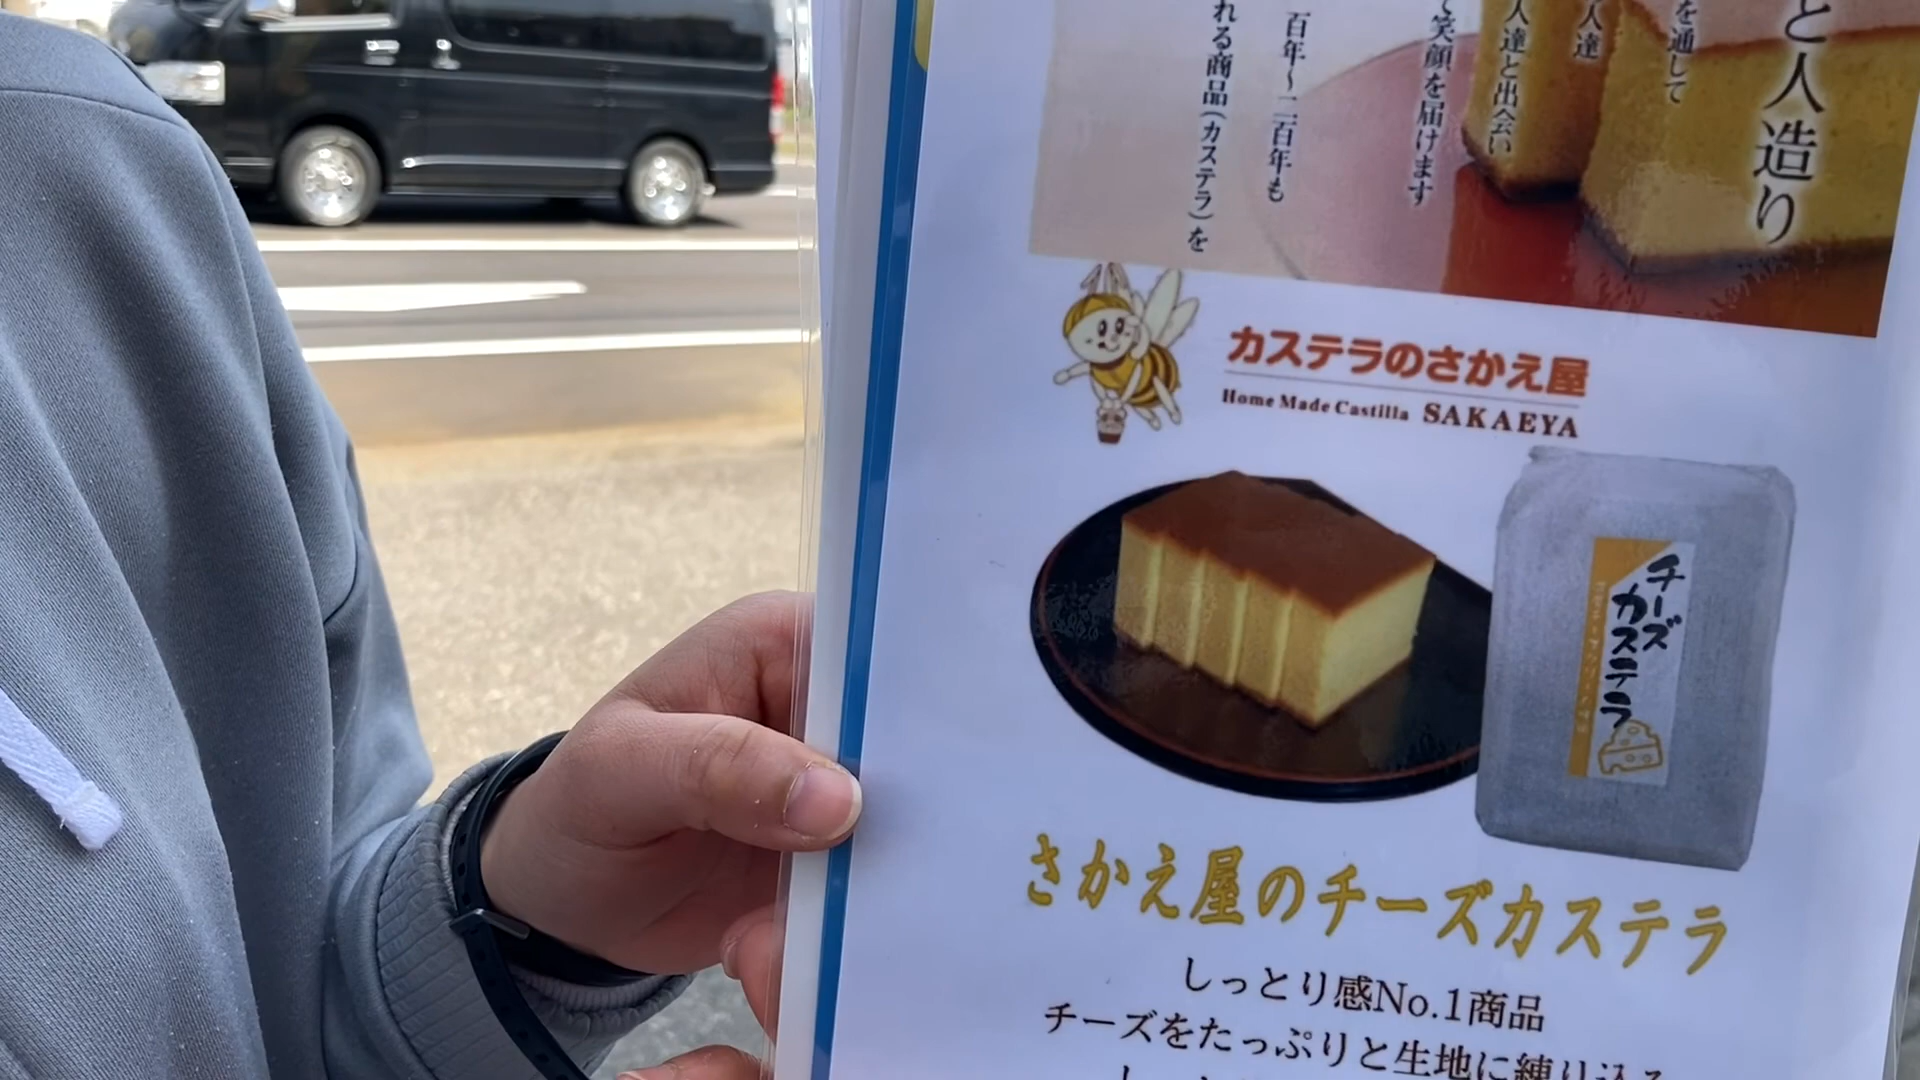 と人造り
を通して
人達
人達と出会い
て笑顔を届けます
百年〜二百年も
れる商品(カステラ)を
カステラのさかえ屋
Home Made Castilla SAKAEYA
チーズ
カステラ
さかえ屋のチーズカステラ
しっとり感No.1商品
チーズをたっぷりと生地に練り込み